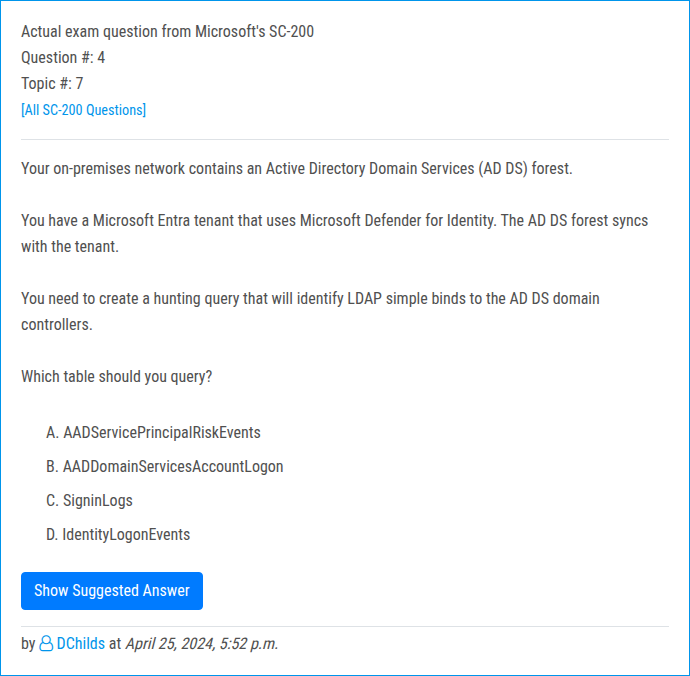 Actual exam question from Microsoft's SC-200
Question #: 4
Topic #: 7
[All SC-200 Questions]
Your on-premises network contains an Active Directory Domain Services (AD DS) forest.
You have a Microsoft Entra tenant that uses Microsoft Defender for Identity. The AD DS forest syncs
with the tenant.
You need to create a hunting query that will identify LDAP simple binds to the AD DS domain
controllers.
Which table should you query?
A. AADServicePrincipalRiskEvents
B. AADDomainServicesAccountLogon
C. SigninLogs
D. IdentityLogonEvents
Show Suggested Answer
by DChilds at April 25, 2024, 5:52 p.m.